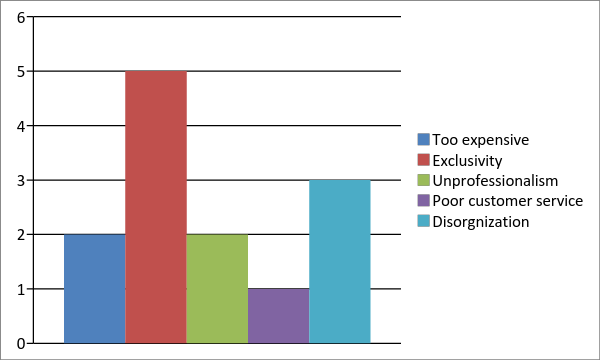 6
5
4
3
2
1
0
Too expensive
Exclusivity
Unprofessionalism
Poor customer service
Disorgnization